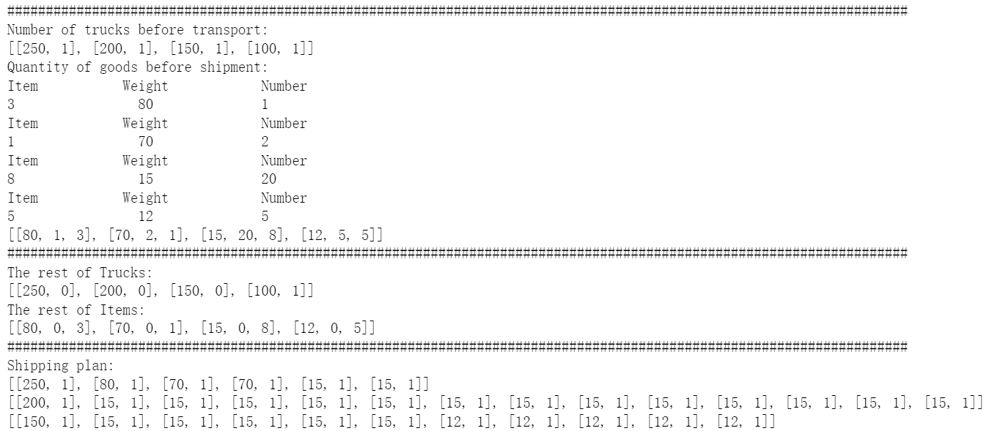 #####################################################################################################################
Number of trucks before transport:
[[250, 1], [200, 1], [150, 1], [100, 1]]
Quantity of goods before shipment:
Item Weight Number
3 80 1
Item Weight Number
1 70 2
Item Weight Number
8 15 20
Item Weight Number
5 12 5
[[80, 1, 3], [70, 2, 1], [15, 20, 8], [12, 5, 5]]
#####################################################################################################################
The rest of Trucks:
[[250, 0], [200, 0], [150, 0], [100, 1]]
The rest of Items:
[[80, 0, 3], [70, 0, 1], [15, 0, 8], [12, 0, 5]]
#####################################################################################################################
Shipping plan:
[[250, 1], [80, 1], [70, 1], [70, 1], [15, 1], [15, 1]]
[[200, 1], [15, 1], [15, 1], [15, 1], [15, 1], [15, 1], [15, 1], [15, 1], [15, 1], [15, 1], [15, 1], [15, 1], [15, 1], [15, 1]]
[[150, 1], [15, 1], [15, 1], [15, 1], [15, 1], [15, 1], [12, 1], [12, 1], [12, 1], [12, 1], [12, 1]]